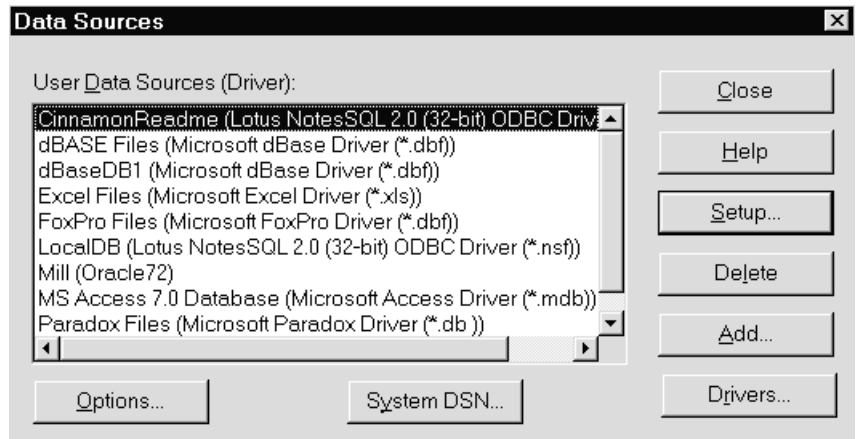 Data Sources
User Data Sources (Driver):
CinnamonReadme (Lotus NotesSQL 2.0 (32-bit) ODBC Driv
dBASE Files (Microsoft dBase Driver (*.dbf))
dBaseDB1 (Microsoft dBase Driver (*.dbf))
Excel Files (Microsoft Excel Driver (*.xls))
FoxPro Files (Microsoft FoxPro Driver (*.dbf))
LocalDB (Lotus NotesSQL 2.0 (32-bit) ODBC Driver (*.nsf))
Mill (Oracle72)
MS Access 7.0 Database (Microsoft Access Driver (*.mdb))
Paradox Files (Microsoft Paradox Driver (*.db ))
Close
Help
Setup...
Delete
Add...
Drivers...
Options...
System DSN...